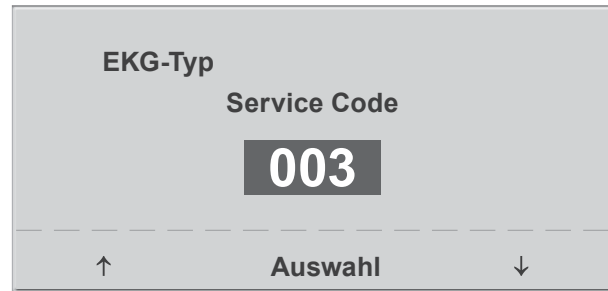 EKG-Typ
Service Code
003
↑ Auswahl ↓